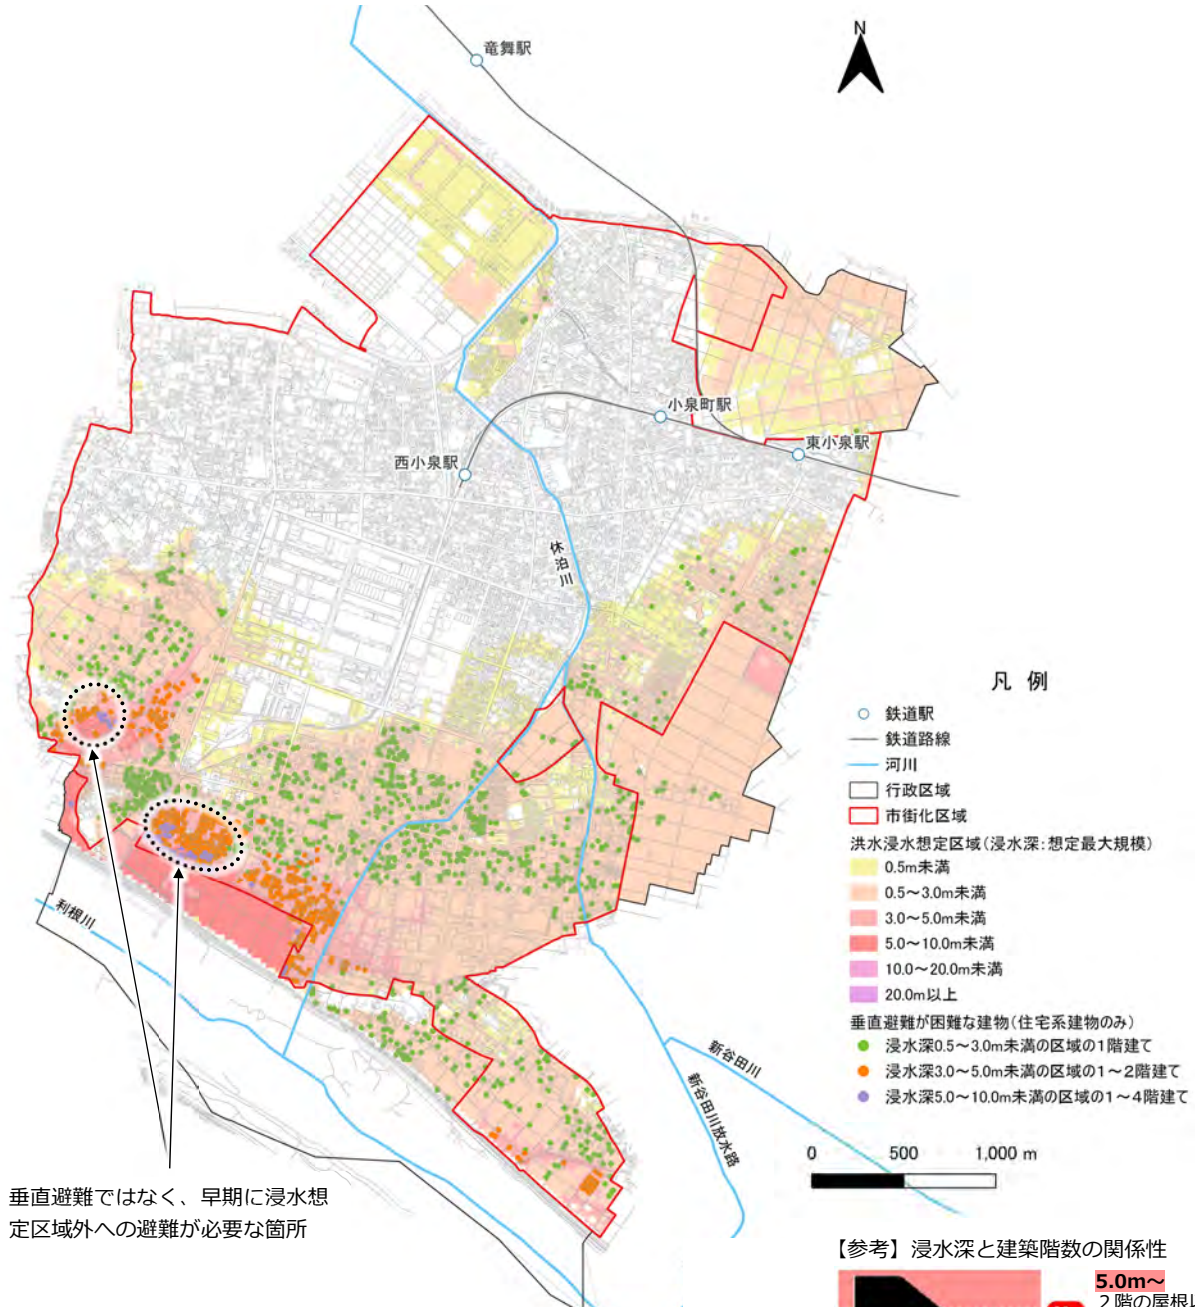 N
竜舞駅
小泉町駅
東小泉駅
西小泉駅
休泊川
利根川
新谷田川
新谷田川放水路
凡 例
鉄道駅
鉄道路線
河川
行政区域
市街化区域
洪水浸水想定区域(浸水深:想定最大規模)
0.5m未満
0.5～3.0m未満
3.0～5.0m未満
5.0～10.0m未満
10.0～20.0m未満
20.0m以上
垂直避難が困難な建物(住宅系建物のみ)
浸水深0.5～3.0m未満の区域の1階建て
浸水深3.0～5.0m未満の区域の1～2階建て
浸水深5.0～10.0m未満の区域の1～4階建て
0 500 1,000 m
垂直避難ではなく、早期に浸水想
定区域外への避難が必要な箇所
【参考】浸水深と建築階数の関係性
5.0m～
2階の屋根以